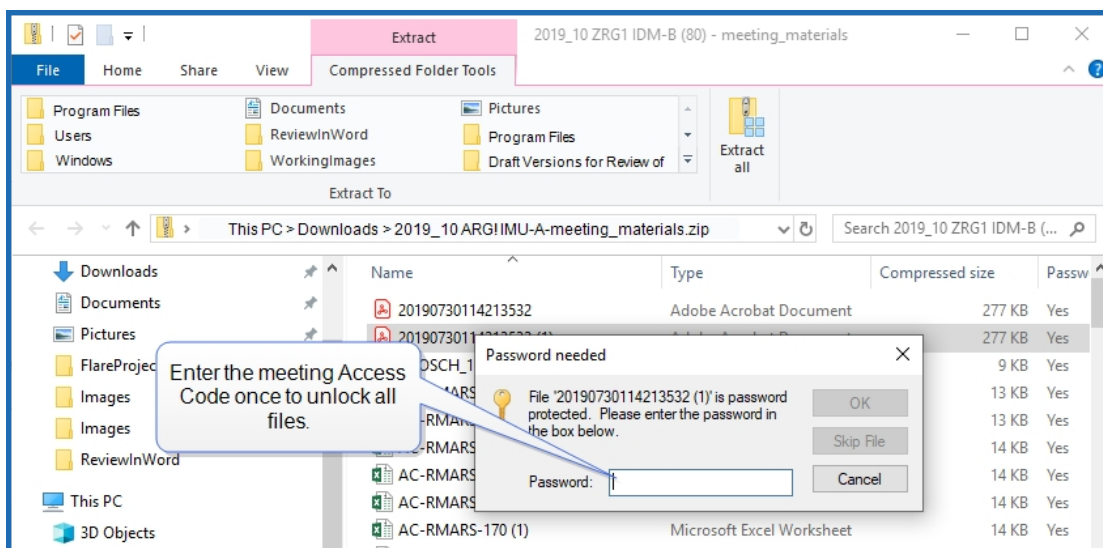 Extract
2019_10 ZRG1 IDM-B (80) - meeting_materials
File Home Share View Compressed Folder Tools
Program Files Documents Pictures
Users ReviewInWord Program Files
Windows WorkingImages Draft Versions for Review of
Extract
all
Extract To
This PC > Downloads > 2019_10 ARG!IMU-A-meeting_materials.zip
Search 2019_10 ZRG1 IDM-B (...
Downloads
Documents
Pictures
FlareProjec
Images
Images
ReviewInWord
This PC
3D Objects
Name Type Compressed size Passw
20190730114213532 Adobe Acrobat Document 277 KB Yes
277 KB Yes
OSCH_1 9 KB Yes
13 KB Yes
13 KB Yes
14 KB Yes
AC-RMARS 14 KB Yes
AC-RMARS 14 KB Yes
AC-RMARS-170 (1) Microsoft Excel Worksheet 14 KB Yes
Enter the meeting Access
Code once to unlock all
files.
Password needed
File '20190730114213532 (1)' is password
protected. Please enter the password in
the box below.
Password:
OK
Skip File
Cancel